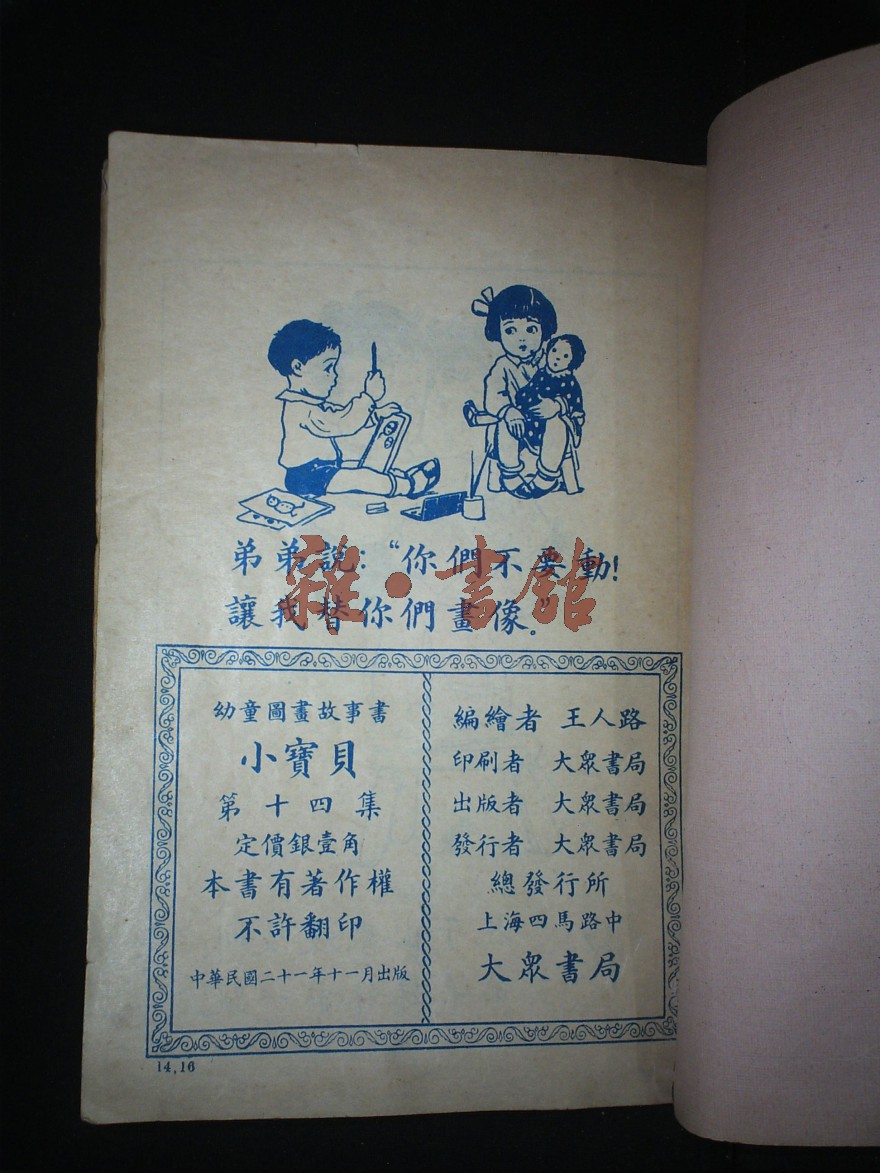 弟弟說：“你們不要動！
讓我替你們畫像”。
幼童圖畫故事書
小寶貝
第十四集
定價銀壹角
本書有著作權
不許翻印
中華民國二十一年十一月出版
編繪者 王人路
印刷者 大眾書局
出版者 大眾書局
發行者 大眾書局
總發行所
上海四馬路中
大眾書局
14,16
雜·書館